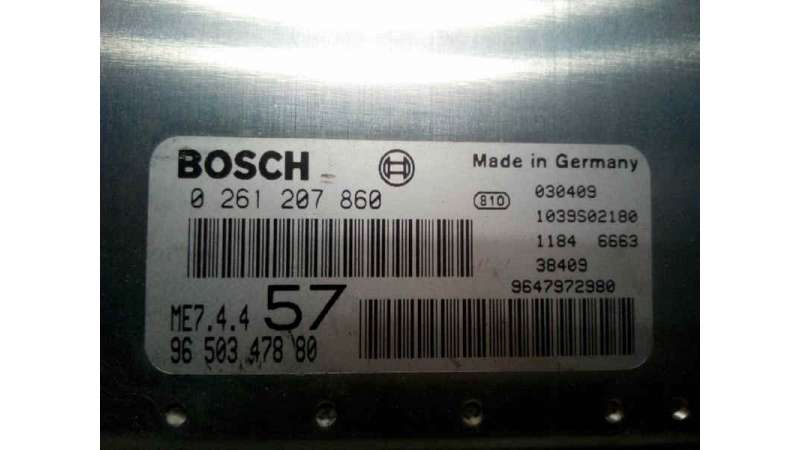 BOSCH
Made in Germany
0 261 207 860
810
030409
1039S02180
1184 6663
38409
9647972980
ME7.4.4 57
96 503 478 80